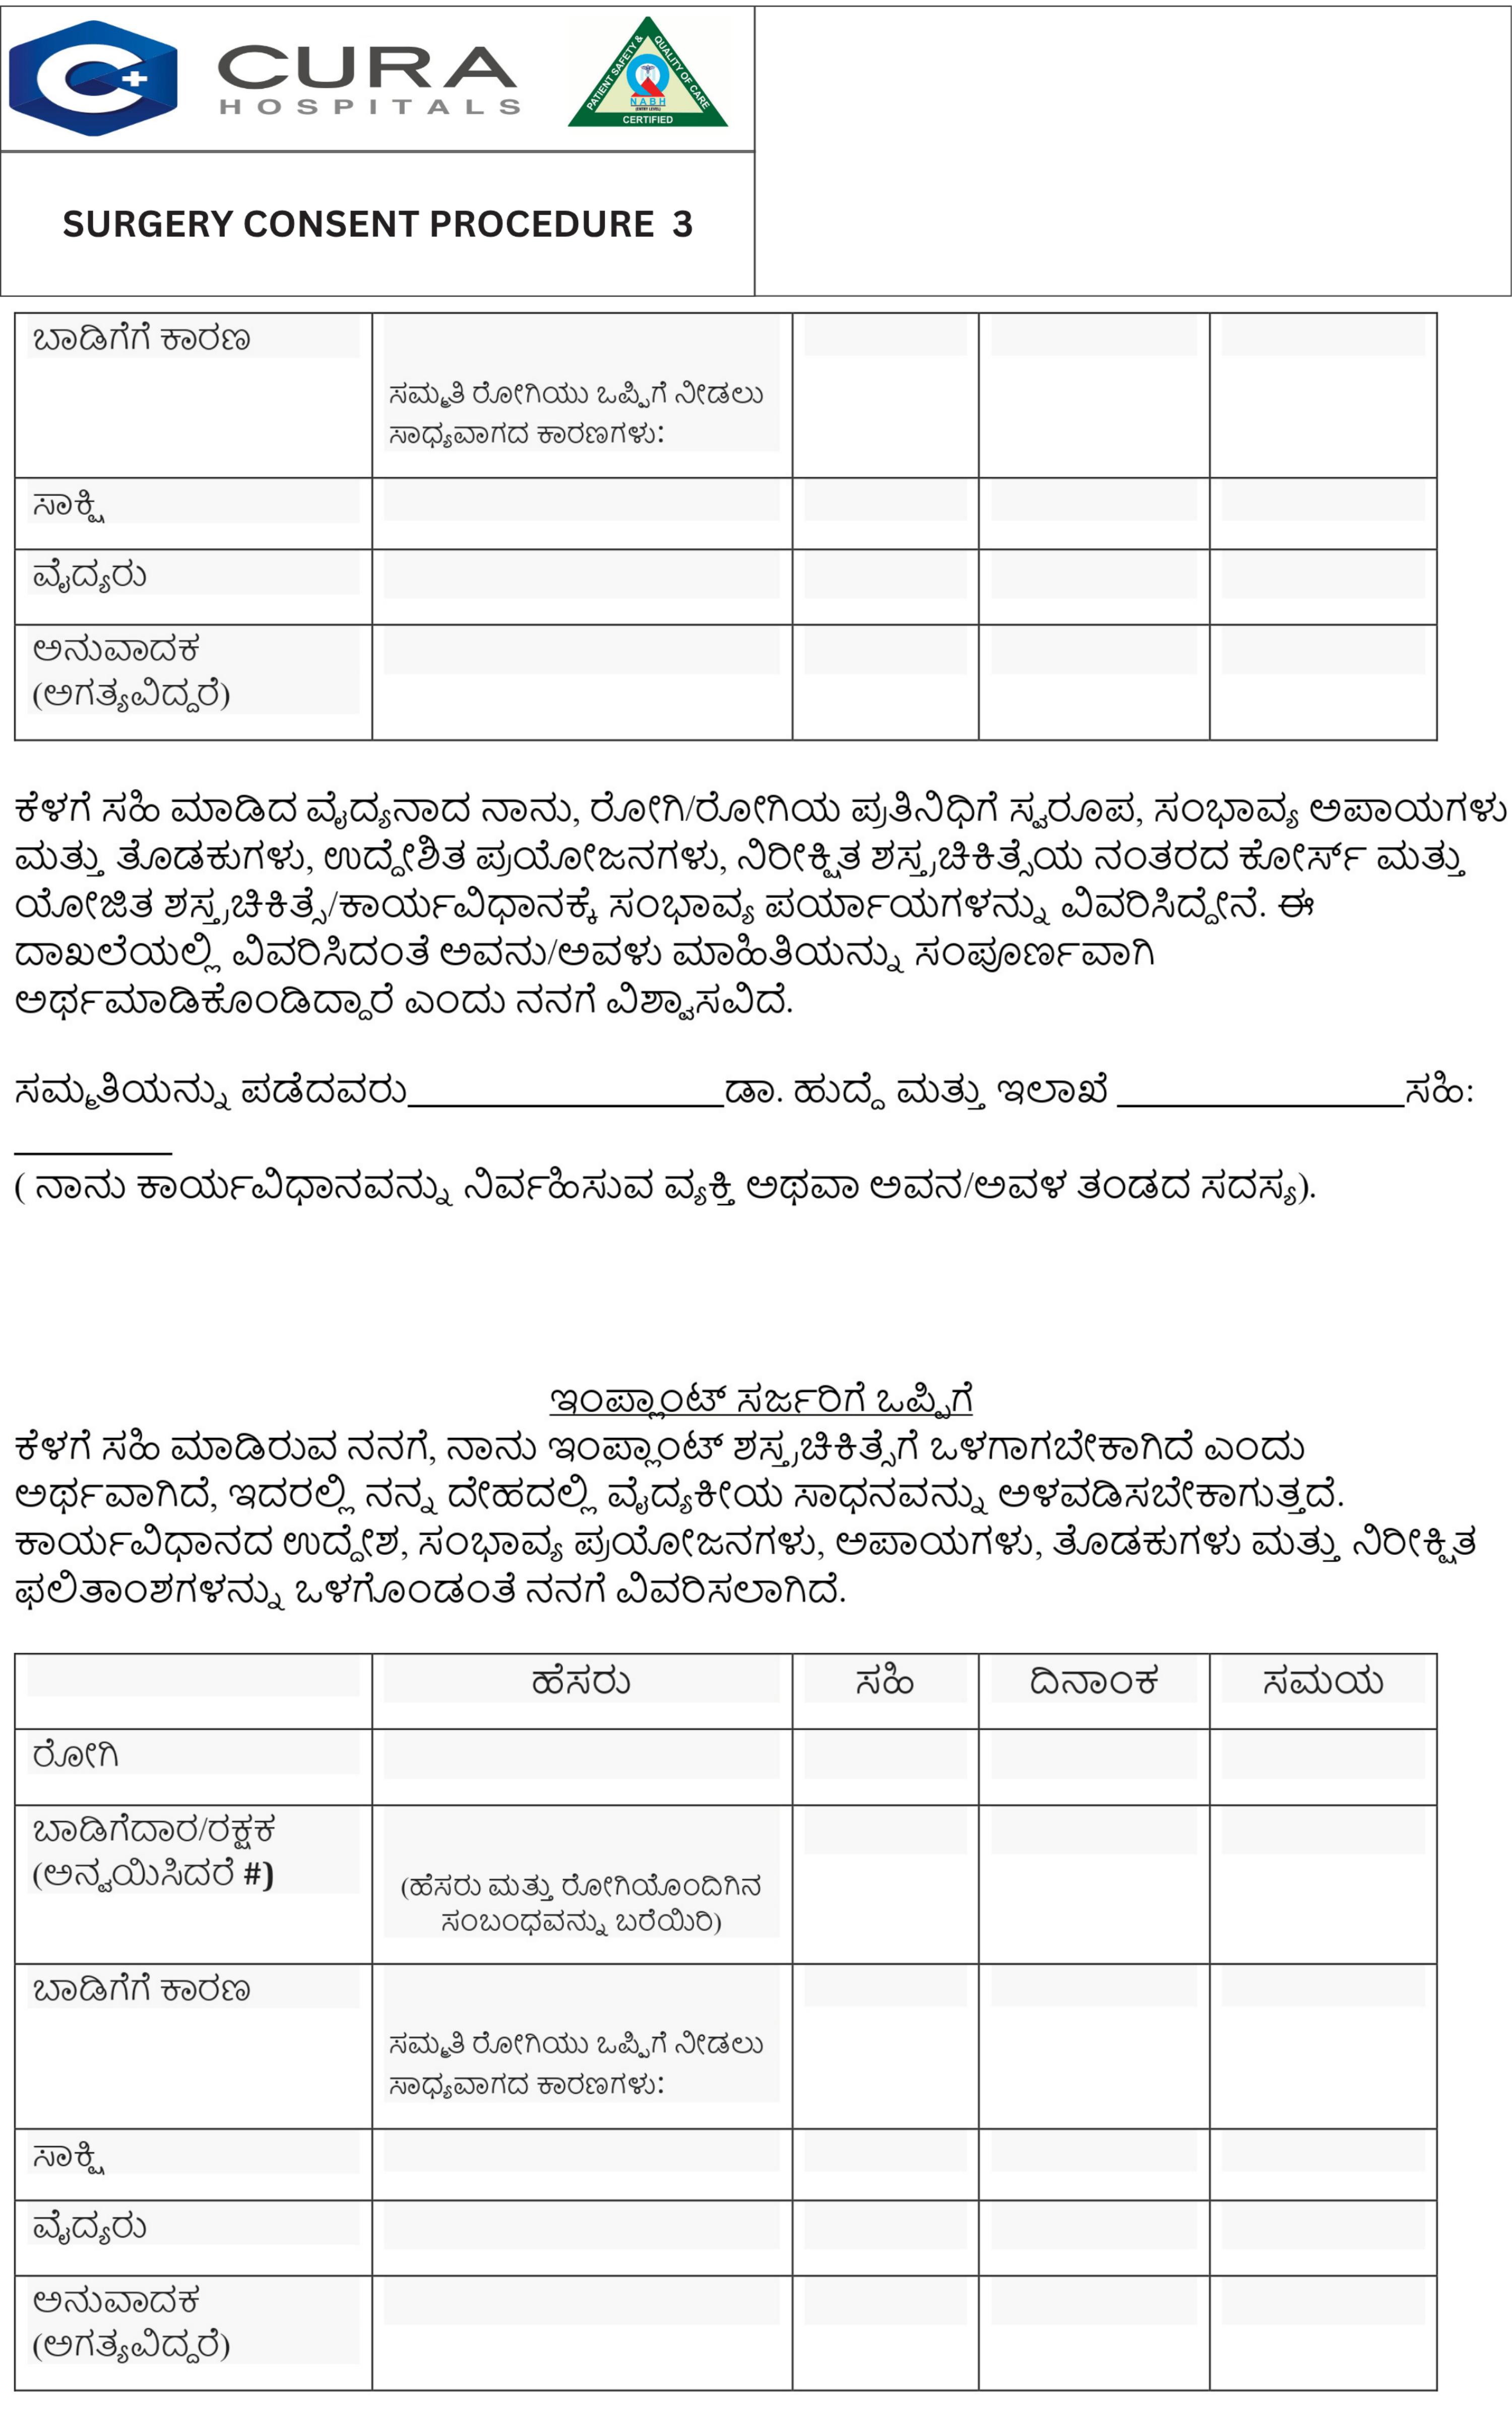 CURA
HOSPITALS
PATIENT SAFETY & QUALITY OF CARE
NABH
(ENTRY LEVEL)
CERTIFIED
SURGERY CONSENT PROCEDURE 3
ಬಾಡಿಗೆಗೆ ಕಾರಣ
ಸಮ್ಮತಿ ರೋಗಿಯು ಒಪ್ಪಿಗೆ ನೀಡಲು
ಸಾಧ್ಯವಾಗದ ಕಾರಣಗಳು:
ಸಾಕ್ಷಿ
ವೈದ್ಯರು
ಅನುವಾದಕ
(ಅಗತ್ಯವಿದ್ದರೆ)
ಕೆಳಗೆ ಸಹಿ ಮಾಡಿದ ವೈದ್ಯನಾದ ನಾನು, ರೋಗಿ/ರೋಗಿಯ ಪ್ರತಿನಿಧಿಗೆ ಸ್ವರೂಪ, ಸಂಭಾವ್ಯ ಅಪಾಯಗಳು
ಮತ್ತು ತೊಡಕುಗಳು, ಉದ್ದೇಶಿತ ಪ್ರಯೋಜನಗಳು, ನಿರೀಕ್ಷಿತ ಶಸ್ತ್ರಚಿಕಿತ್ಸೆಯ ನಂತರದ ಕೋರ್ಸ್ ಮತ್ತು
ಯೋಜಿತ ಶಸ್ತ್ರಚಿಕಿತ್ಸೆ/ಕಾರ್ಯವಿಧಾನಕ್ಕೆ ಸಂಭಾವ್ಯ ಪರ್ಯಾಯಗಳನ್ನು ವಿವರಿಸಿದ್ದೇನೆ. ಈ
ದಾಖಲೆಯಲ್ಲಿ ವಿವರಿಸಿದಂತೆ ಅವನು/ಅವಳು ಮಾಹಿತಿಯನ್ನು ಸಂಪೂರ್ಣವಾಗಿ
ಅರ್ಥಮಾಡಿಕೊಂಡಿದ್ದಾರೆ ಎಂದು ನನಗೆ ವಿಶ್ವಾಸವಿದೆ.
ಸಮ್ಮತಿಯನ್ನು ಪಡೆದವರು____________________ಡಾ. ಹುದ್ದೆ ಮತ್ತು ಇಲಾಖೆ __________________ಸಹಿ:
__________
( ನಾನು ಕಾರ್ಯವಿಧಾನವನ್ನು ನಿರ್ವಹಿಸುವ ವ್ಯಕ್ತಿ ಅಥವಾ ಅವನ/ಅವಳ ತಂಡದ ಸದಸ್ಯ).
ಇಂಪ್ಲಾಂಟ್ ಸರ್ಜರಿಗೆ ಒಪ್ಪಿಗೆ
ಕೆಳಗೆ ಸಹಿ ಮಾಡಿರುವ ನನಗೆ, ನಾನು ಇಂಪ್ಲಾಂಟ್ ಶಸ್ತ್ರಚಿಕಿತ್ಸೆಗೆ ಒಳಗಾಗಬೇಕಾಗಿದೆ ಎಂದು
ಅರ್ಥವಾಗಿದೆ, ಇದರಲ್ಲಿ ನನ್ನ ದೇಹದಲ್ಲಿ ವೈದ್ಯಕೀಯ ಸಾಧನವನ್ನು ಅಳವಡಿಸಬೇಕಾಗುತ್ತದೆ.
ಕಾರ್ಯವಿಧಾನದ ಉದ್ದೇಶ, ಸಂಭಾವ್ಯ ಪ್ರಯೋಜನಗಳು, ಅಪಾಯಗಳು, ತೊಡಕುಗಳು ಮತ್ತು ನಿರೀಕ್ಷಿತ
ಫಲಿತಾಂಶಗಳನ್ನು ಒಳಗೊಂಡಂತೆ ನನಗೆ ವಿವರಿಸಲಾಗಿದೆ.
ಹೆಸರು ಸಹಿ ದಿನಾಂಕ ಸಮಯ
ರೋಗಿ
ಬಾಡಿಗೆದಾರ/ರಕ್ಷಕ
(ಅನ್ವಯಿಸಿದರೆ #)
(ಹೆಸರು ಮತ್ತು ರೋಗಿಯೊಂದಿಗಿನ
ಸಂಬಂಧವನ್ನು ಬರೆಯಿರಿ)
ಬಾಡಿಗೆಗೆ ಕಾರಣ
ಸಮ್ಮತಿ ರೋಗಿಯು ಒಪ್ಪಿಗೆ ನೀಡಲು
ಸಾಧ್ಯವಾಗದ ಕಾರಣಗಳು:
ಸಾಕ್ಷಿ
ವೈದ್ಯರು
ಅನುವಾದಕ
(ಅಗತ್ಯವಿದ್ದರೆ)